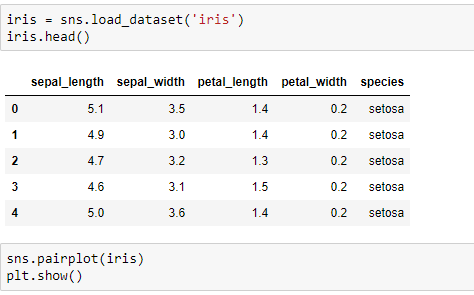 iris = sns.load_dataset('iris')
iris.head()
sepal_length sepal_width petal_length petal_width species
0 5.1 3.5 1.4 0.2 setosa
1 4.9 3.0 1.4 0.2 setosa
2 4.7 3.2 1.3 0.2 setosa
3 4.6 3.1 1.5 0.2 setosa
4 5.0 3.6 1.4 0.2 setosa
sns.pairplot(iris)
plt.show()